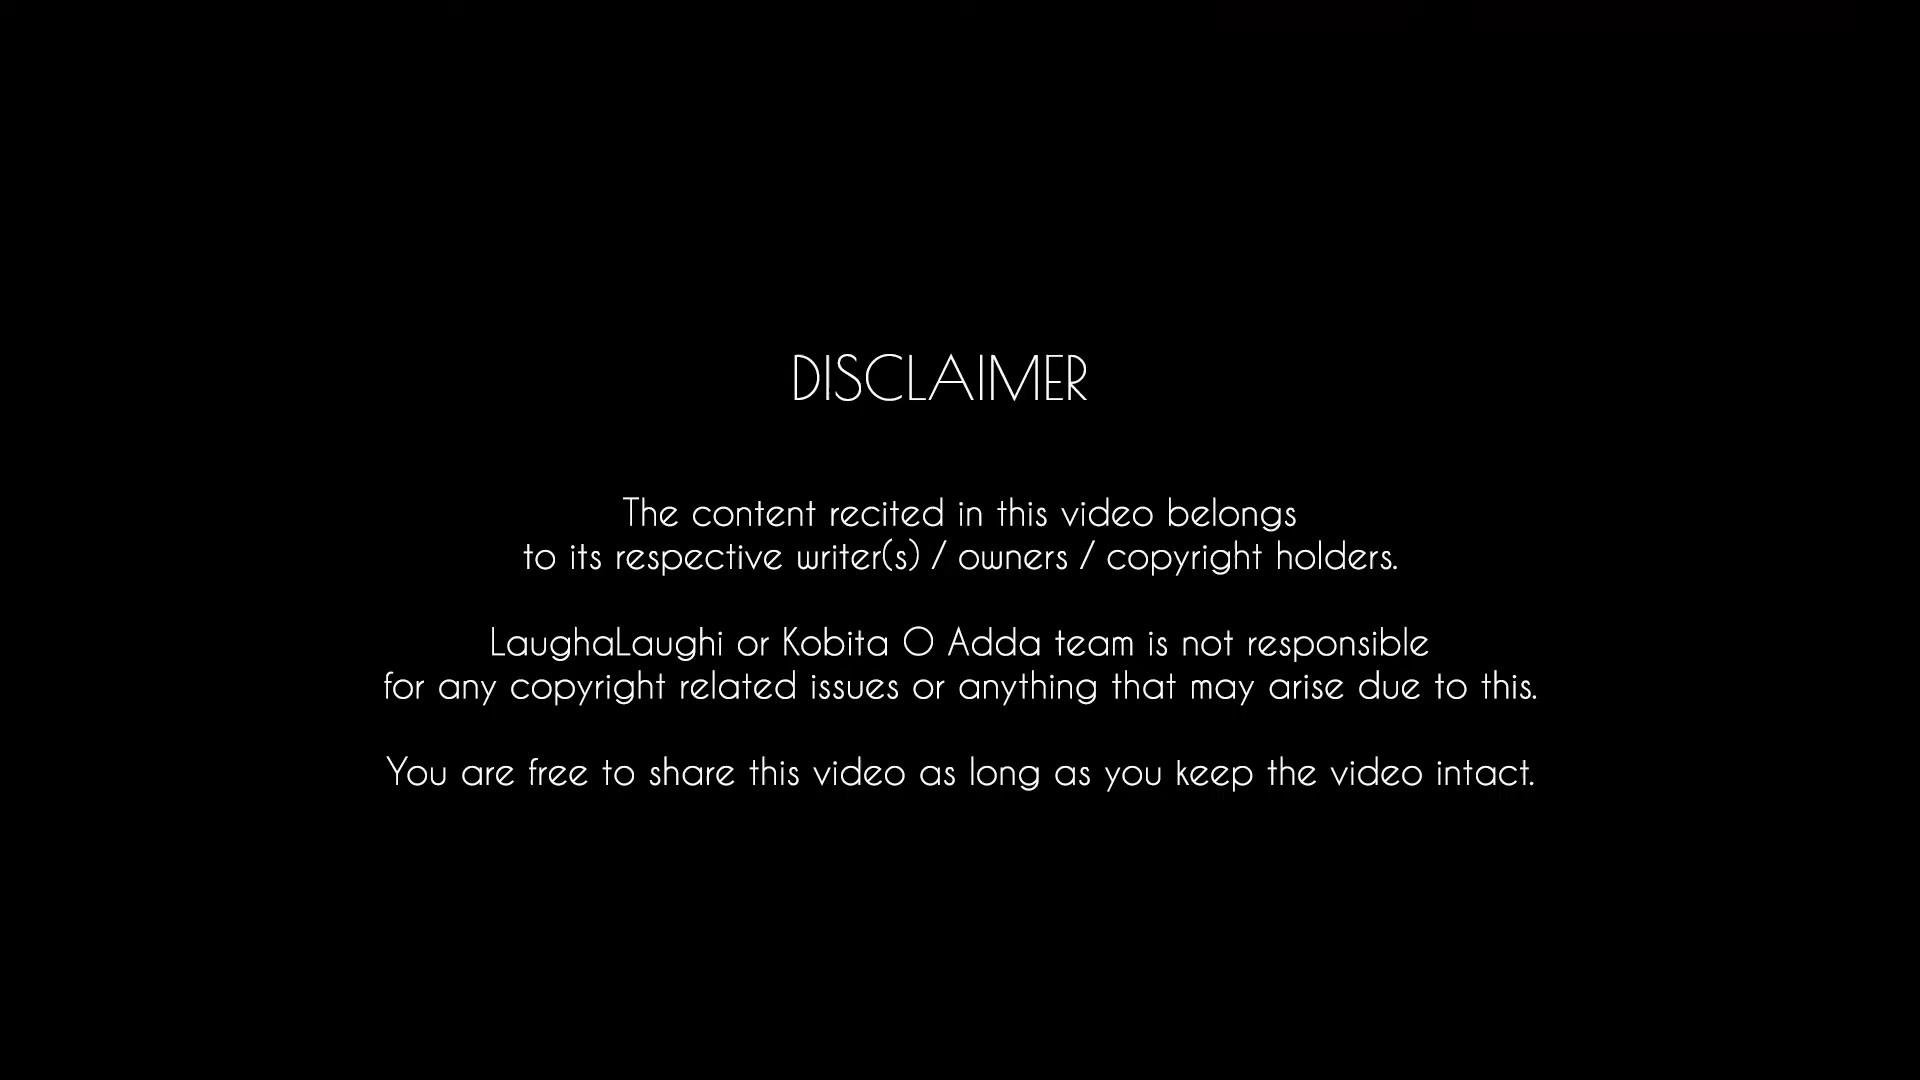 DISCLAIMER
The content recited in this video belongs
to its respective writer(s) / owners / copyright holders.
LaughaLaughi or Kobita O Adda team is not responsible
for any copyright related issues or anything that may arise due to this.
You are free to share this video as long as you keep the video intact.